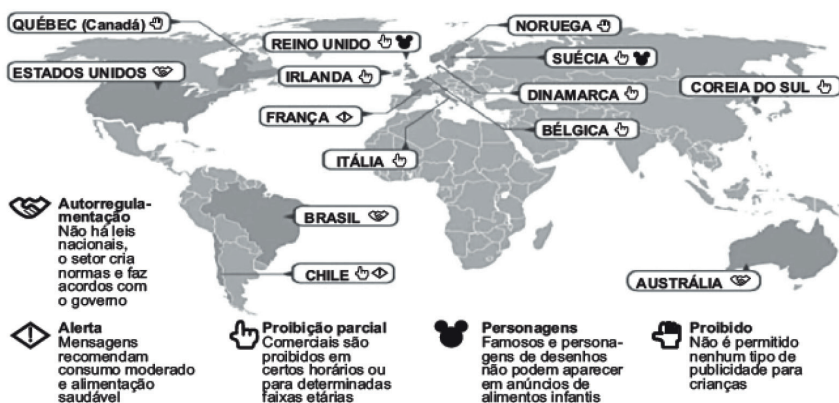 QUÉBEC (Canadá)
ESTADOS UNIDOS
REINO UNIDO
IRLANDA
FRANÇA
ITÁLIA
NORUEGA
SUÉCIA
DINAMARCA
BÉLGICA
COREIA DO SUL
BRASIL
CHILE
AUSTRÁLIA
Autorregula-
mentação
Não há leis
nacionais,
o setor cria
normas e faz
acordos com
o governo
Alerta
Mensagens
recomendam
consumo moderado
e alimentação
saudável
Proibição parcial
Comerciais são
proibidos em
certos horários ou
para determinadas
faixas etárias
Personagens
Famosos e persona-
gens de desenhos
não podem aparecer
em anúncios de
alimentos infantis
Proibido
Não é permitido
nenhum tipo de
publicidade para
crianças